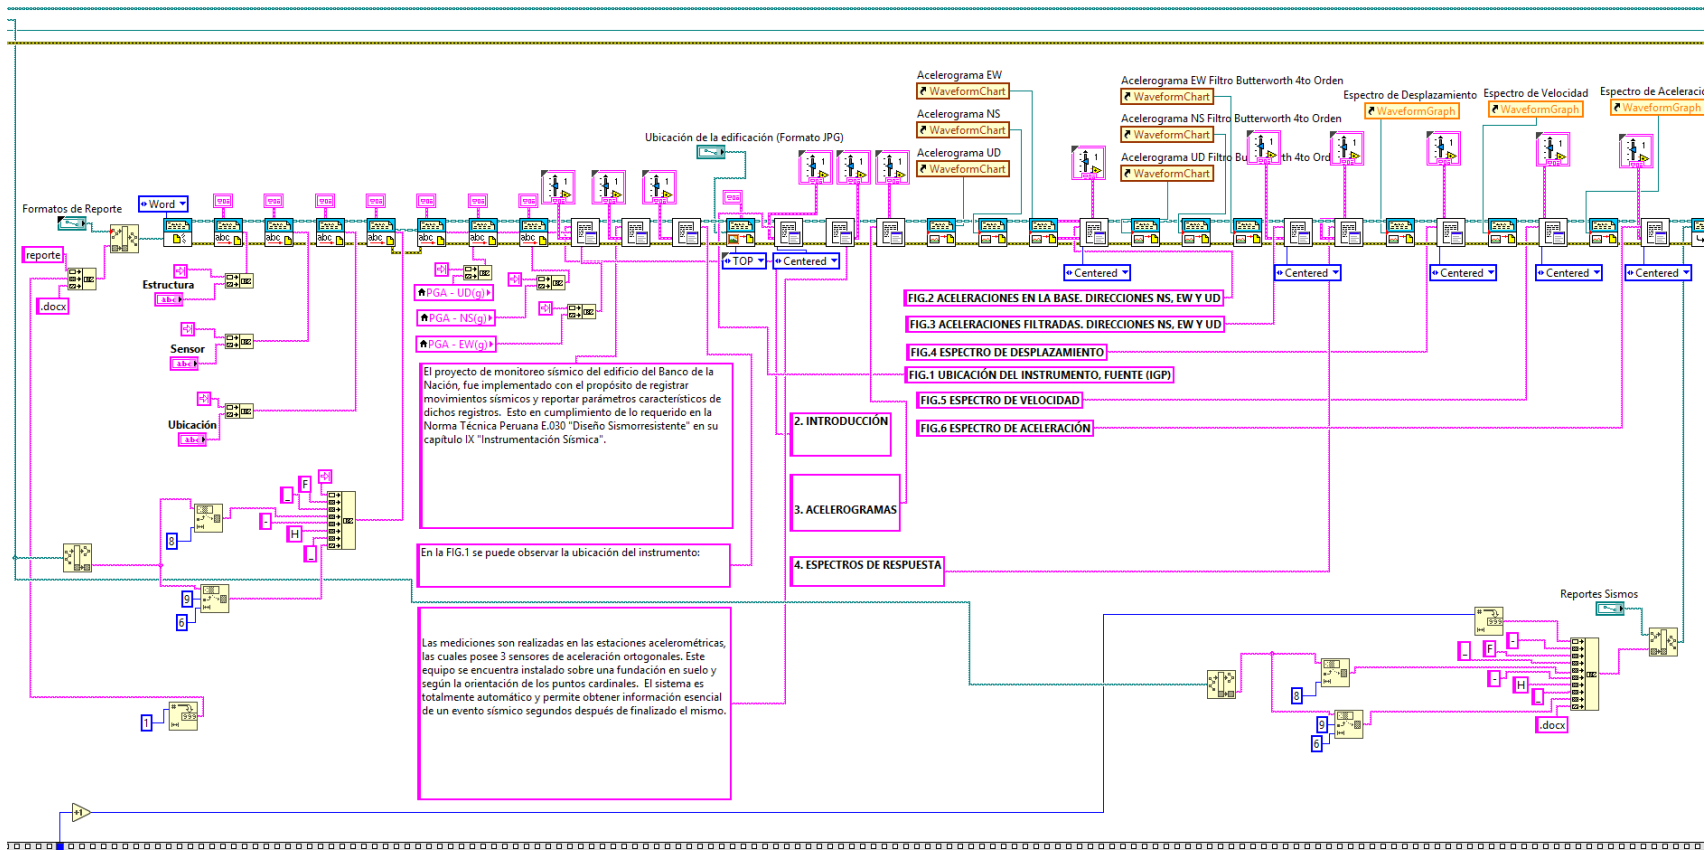 Acelerograma EW
WaveformChart
Acelerograma NS
WaveformChart
Acelerograma UD
WaveformChart
Acelerograma EW Filtro Butterworth 4to Orden
WaveformChart
Acelerograma NS Filtro Butterworth 4to Orden
WaveformChart
Acelerograma UD Filtro Bu th 4to Ord
WaveformChart
Espectro de Desplazamiento
WaveformGraph
Espectro de Velocidad
WaveformGraph
Espectro de Aceleració
WaveformGraph
Ubicación de la edificación (Formato JPG)
Formatos de Reporte
Word
reporte
.docx
1
Estructura
abc
Sensor
abc
Ubicación
abc
TOP
Centered
Centered
Centered
Centered
Centered
Centered
PGA - UD(g)
PGA - NS(g)
PGA - EW(g)
FIG.2 ACELERACIONES EN LA BASE. DIRECCIONES NS, EW Y UD
FIG.3 ACELERACIONES FILTRADAS. DIRECCIONES NS, EW Y UD
FIG.4 ESPECTRO DE DESPLAZAMIENTO
FIG.1 UBICACIÓN DEL INSTRUMENTO, FUENTE (IGP)
FIG.5 ESPECTRO DE VELOCIDAD
FIG.6 ESPECTRO DE ACELERACIÓN
El proyecto de monitoreo sísmico del edificio del Banco de la
Nación, fue implementado con el propósito de registrar
movimientos sísmicos y reportar parámetros característicos de
dichos registros. Esto en cumplimiento de lo requerido en la
Norma Técnica Peruana E.030 "Diseño Sismorresistente" en su
capítulo IX "Instrumentación Sísmica".
2. INTRODUCCIÓN
3. ACELEROGRAMAS
4. ESPECTROS DE RESPUESTA
En la FIG.1 se puede observar la ubicación del instrumento:
Las mediciones son realizadas en las estaciones acelerométricas,
las cuales posee 3 sensores de aceleración ortogonales. Este
equipo se encuentra instalado sobre una fundación en suelo y
según la orientación de los puntos cardinales. El sistema es
totalmente automático y permite obtener información esencial
de un evento sísmico segundos después de finalizado el mismo.
F
_
-
H
_
8
9
6
1
Reportes Sismos
-
F
_
-
H
_
8
9
6
.docx
+1